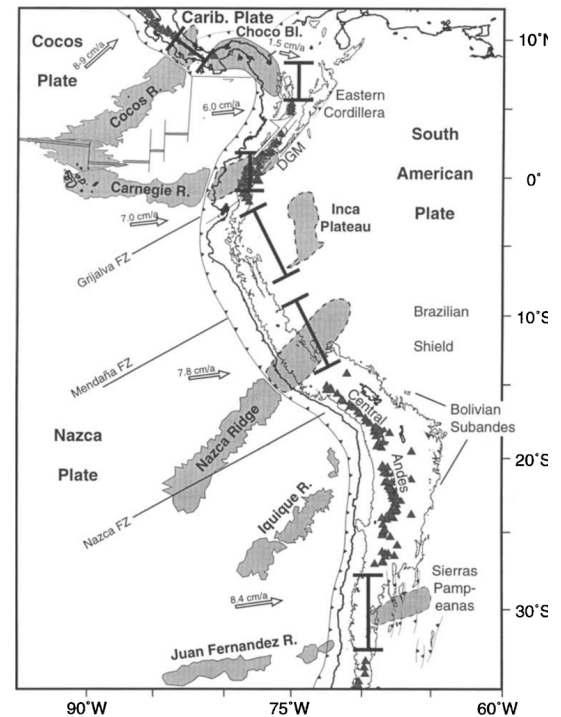 Carib. Plate
Cocos
Plate
8-9 cm/a
Choco Bl.
1.5 cm/a
10°N
Cocos R.
6.0 cm/a
Eastern
Cordillera
South
American
Plate
DGM
0°
Carnegie R.
7.0 cm/a
Inca
Plateau
Grijalva FZ
Brazilian
Shield
10°S
Mendaña FZ
7.8 cm/a
Central
Andes
Bolivian
Subandes
Nazca Ridge
Nazca
Plate
20°S
Nazca FZ
Iquique R.
Sierras
Pamp-
eanas
8.4 cm/a
30°S
Juan Fernandez R.
90°W
75°W
60°W